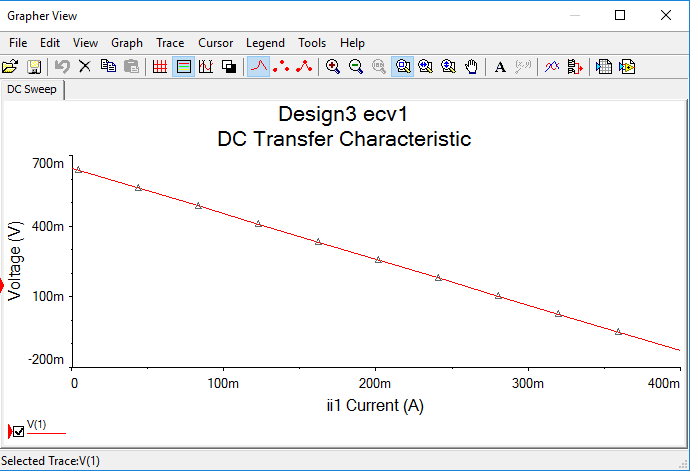 Grapher View
File Edit View Graph Trace Cursor Legend Tools Help
A
DC Sweep
Design3 ecv1
DC Transfer Characteristic
700m
400m
100m
-200m
Voltage (V)
0 100m 200m 300m 400m
ii1 Current (A)
V(1)
Selected Trace:V(1)